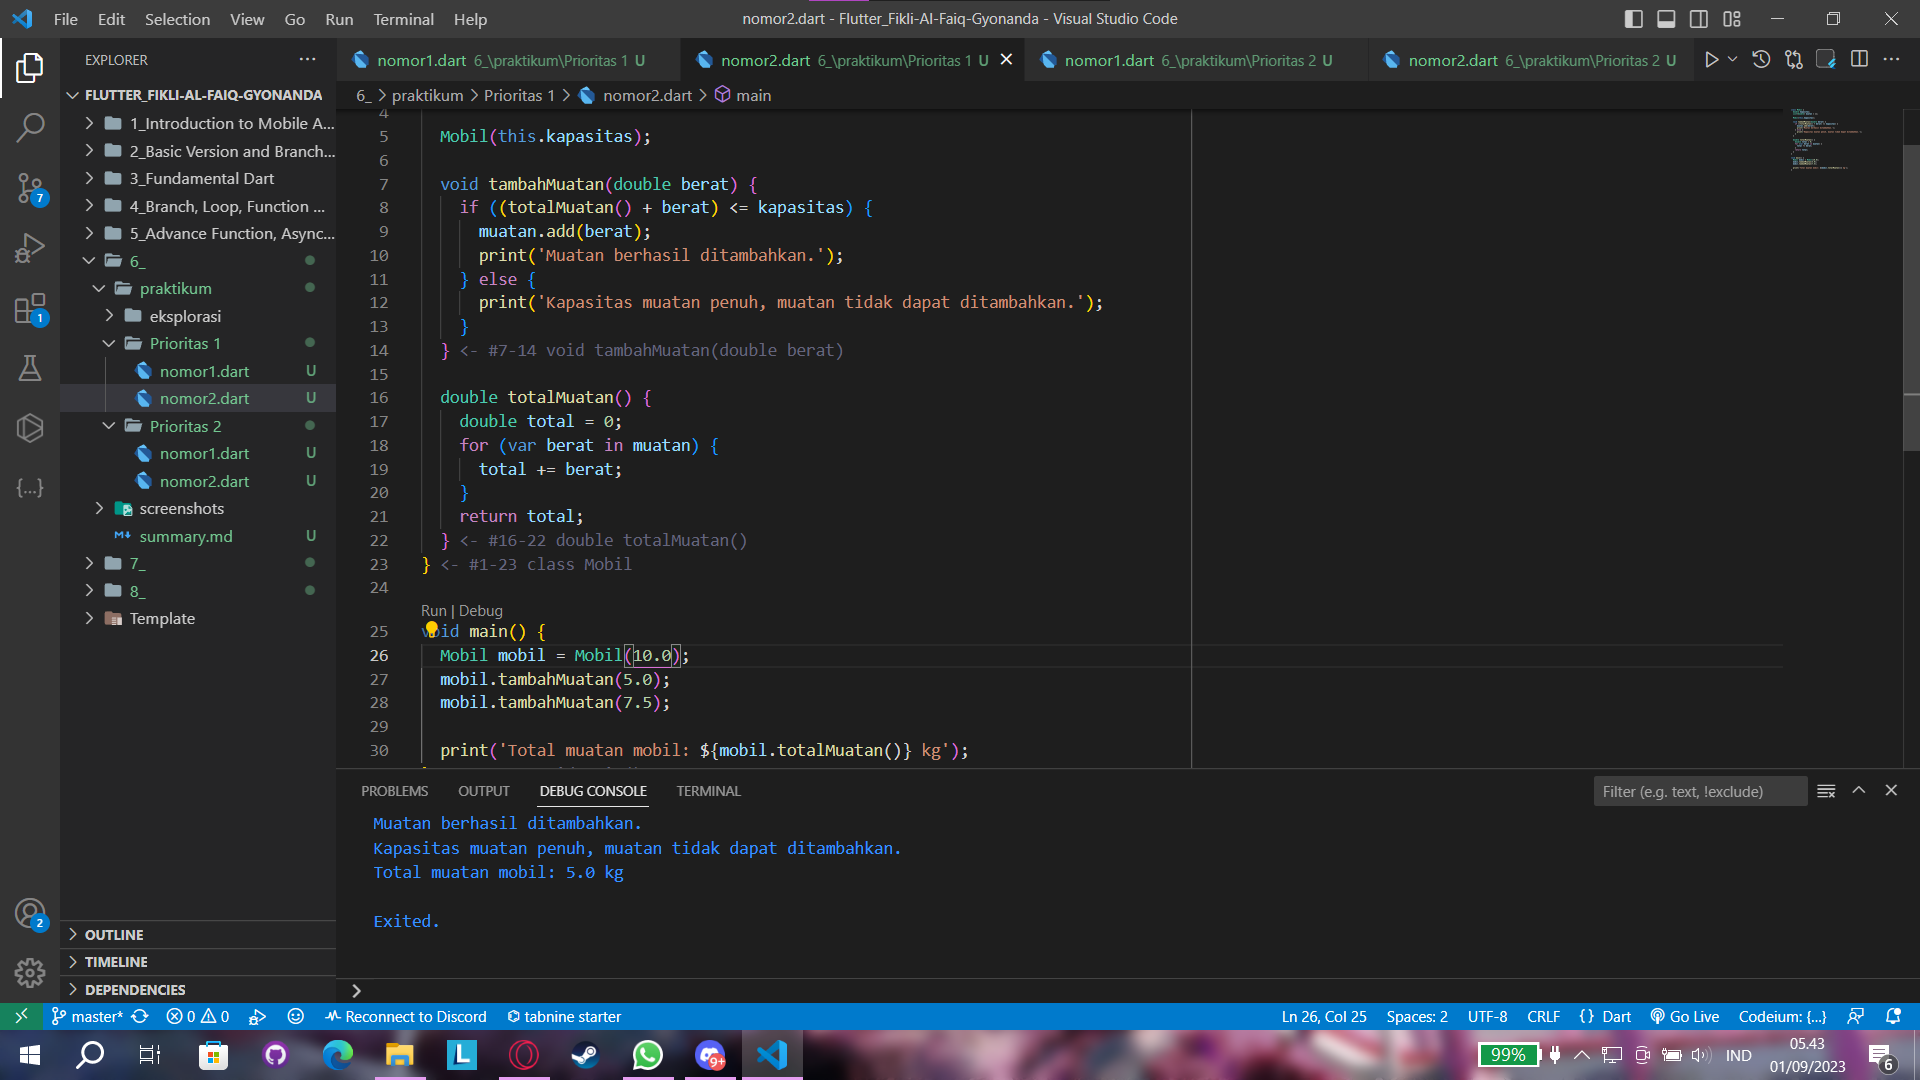 File Edit Selection View Go Run Terminal Help
nomor2.dart - Flutter_Fikli-Al-Faiq-Gyonanda - Visual Studio Code
EXPLORER
nomor1.dart 6_\praktikum\Prioritas 1 U
nomor2.dart 6_\praktikum\Prioritas 1 U
nomor1.dart 6_\praktikum\Prioritas 2 U
nomor2.dart 6_\praktikum\Prioritas 2 U
6_ > praktikum > Prioritas 1 > nomor2.dart > main
FLUTTER_FIKLI-AL-FAIQ-GYONANDA
1_Introduction to Mobile A...
2_Basic Version and Branch...
3_Fundamental Dart
4_Branch, Loop, Function ...
5_Advance Function, Async...
6_
praktikum
eksplorasi
Prioritas 1
nomor1.dart U
nomor2.dart U
Prioritas 2
nomor1.dart U
nomor2.dart U
screenshots
summary.md U
7_
8_
Template
OUTLINE
TIMELINE
DEPENDENCIES
7
1
2
4
5 Mobil(this.kapasitas);
6
7 void tambahMuatan(double berat) {
8 if ((totalMuatan() + berat) <= kapasitas) {
9 muatan.add(berat);
10 print('Muatan berhasil ditambahkan.');
11 } else {
12 print('Kapasitas muatan penuh, muatan tidak dapat ditambahkan.');
13 }
14 } <- #7-14 void tambahMuatan(double berat)
15
16 double totalMuatan() {
17 double total = 0;
18 for (var berat in muatan) {
19 total += berat;
20 }
21 return total;
22 } <- #16-22 double totalMuatan()
23 } <- #1-23 class Mobil
24
Run | Debug
25 void main() {
26 Mobil mobil = Mobil(10.0);
27 mobil.tambahMuatan(5.0);
28 mobil.tambahMuatan(7.5);
29
30 print('Total muatan mobil: ${mobil.totalMuatan()} kg');
PROBLEMS OUTPUT DEBUG CONSOLE TERMINAL
Filter (e.g. text, !exclude)
Muatan berhasil ditambahkan.
Kapasitas muatan penuh, muatan tidak dapat ditambahkan.
Total muatan mobil: 5.0 kg
Exited.
master* 0 0 Reconnect to Discord tabnine starter
Ln 26, Col 25 Spaces: 2 UTF-8 CRLF {} Dart Go Live Codeium: {...}
L 9+ 99% IND
05.43
01/09/2023
6